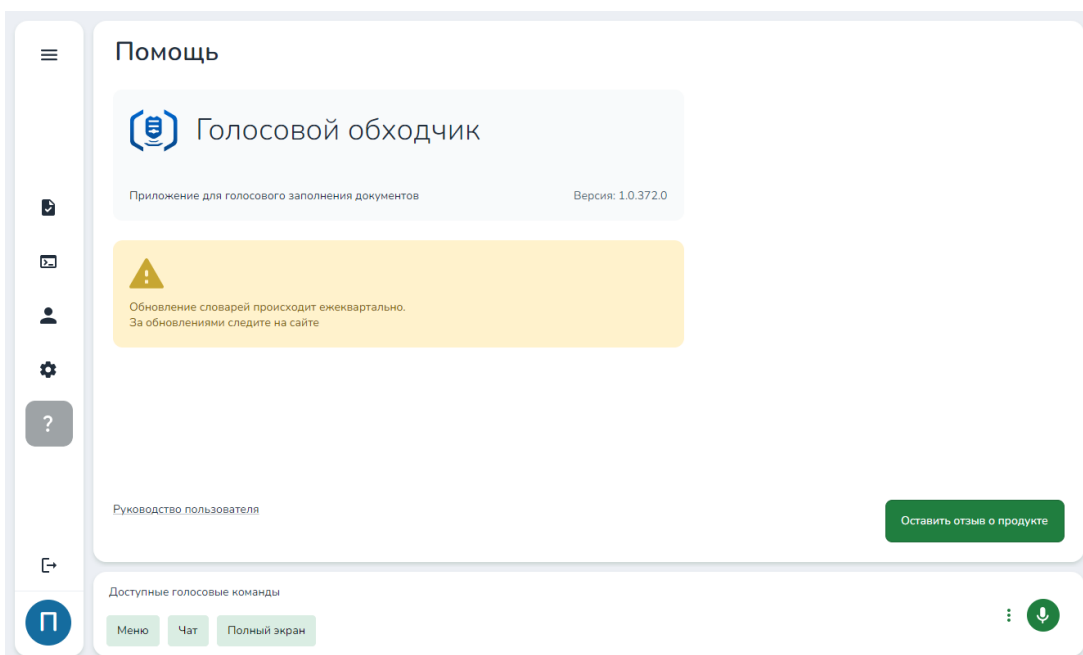 Помощь
Голосовой обходчик
Приложение для голосового заполнения документов
Версия: 1.0.372.0
Обновление словарей происходит ежеквартально.
За обновлениями следите на сайте
?
Руководство пользователя
Оставить отзыв о продукте
Доступные голосовые команды
П
Меню
Чат
Полный экран